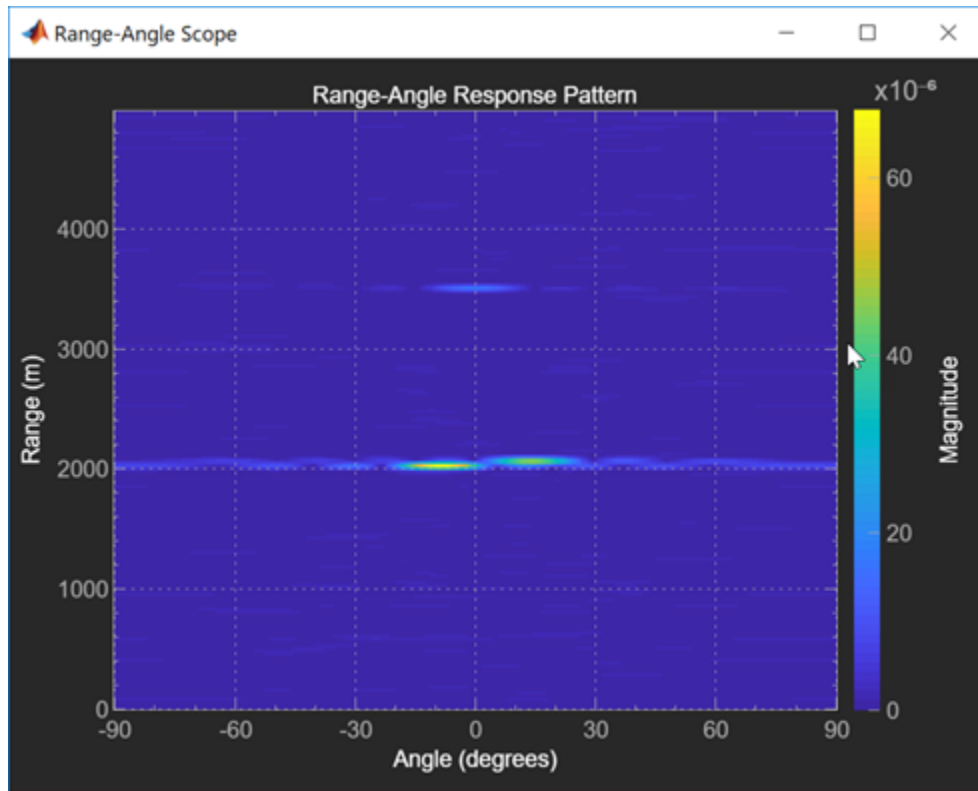 Range-Angle Scope
Range-Angle Response Pattern
x10⁻⁶
60
40
20
0
Magnitude
4000
3000
2000
1000
0
Range (m)
-90 -60 -30 0 30 60 90
Angle (degrees)